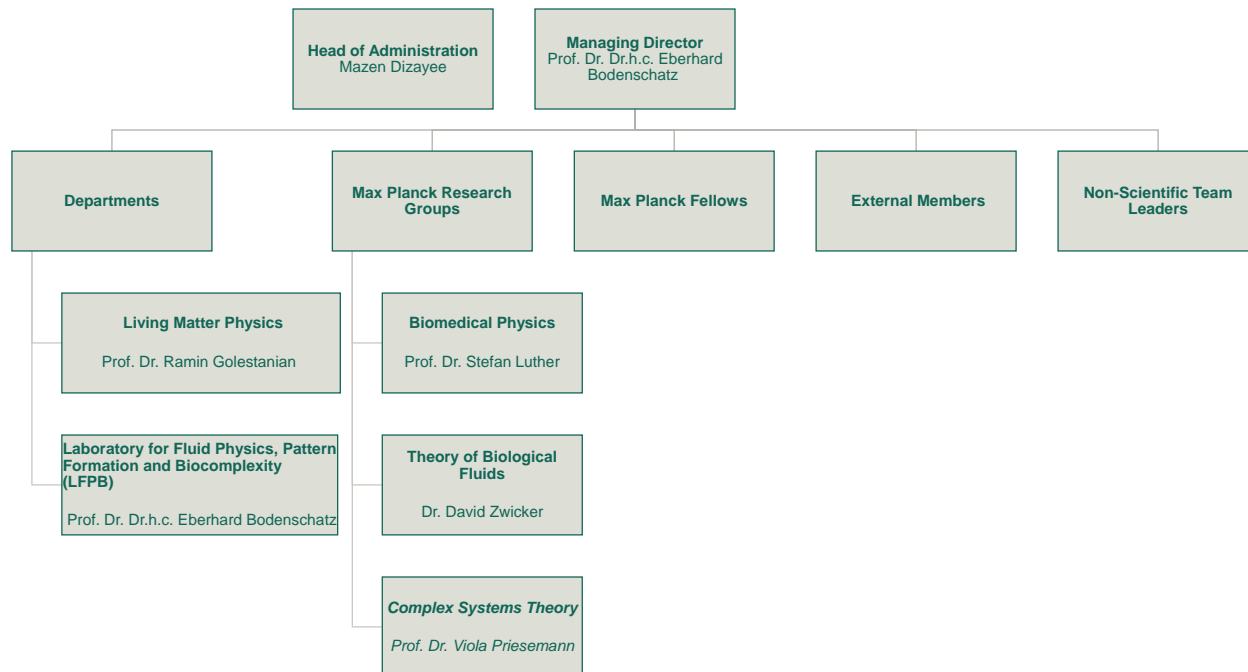 Head of Administration
Mazen Dizayee
Managing Director
Prof. Dr. Dr.h.c. Eberhard
Bodenschatz
Departments
Max Planck Research
Groups
Max Planck Fellows
External Members
Non-Scientific Team
Leaders
Living Matter Physics
Prof. Dr. Ramin Golestanian
Biomedical Physics
Prof. Dr. Stefan Luther
Laboratory for Fluid Physics, Pattern
Formation and Biocomplexity
(LFPB)
Prof. Dr. Dr.h.c. Eberhard Bodenschatz
Theory of Biological
Fluids
Dr. David Zwicker
Complex Systems Theory
Prof. Dr. Viola Priesemann